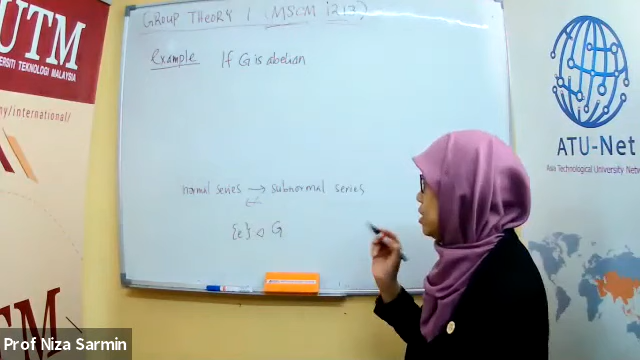 GROUP THEORY 1 (MSCM 1213)
Example If G is abelian
normal series → subnormal series
{e} ◁ G
UTM
UNIVERSITI TEKNOLOGI MALAYSIA
/international/
ATU-Net
Asia Technological University Network
Prof Niza Sarmin